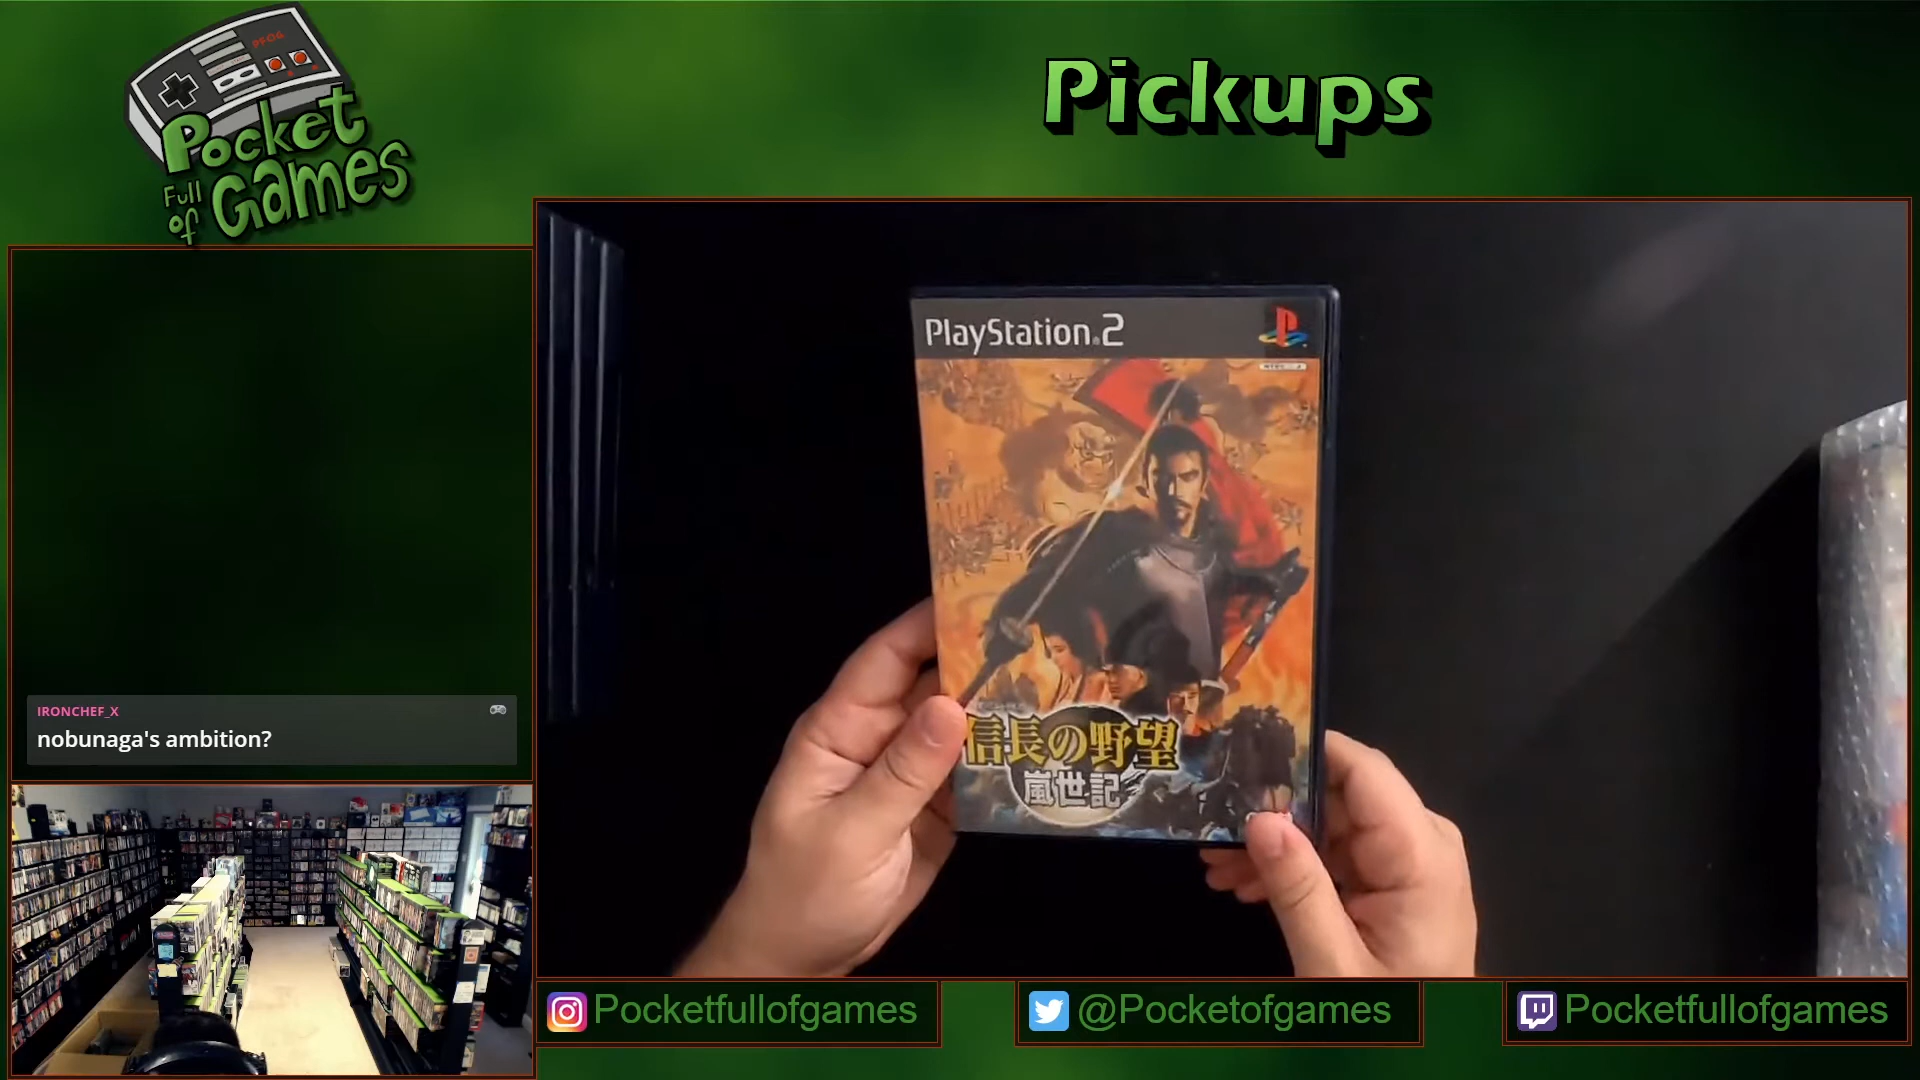 PFOG
Pocket
Full
of
Games
Pickups
PlayStation®2
信長の野望
嵐世記
IRONCHEF_X
nobunaga's ambition?
Pocketfullofgames
@Pocketofgames
Pocketfullofgames